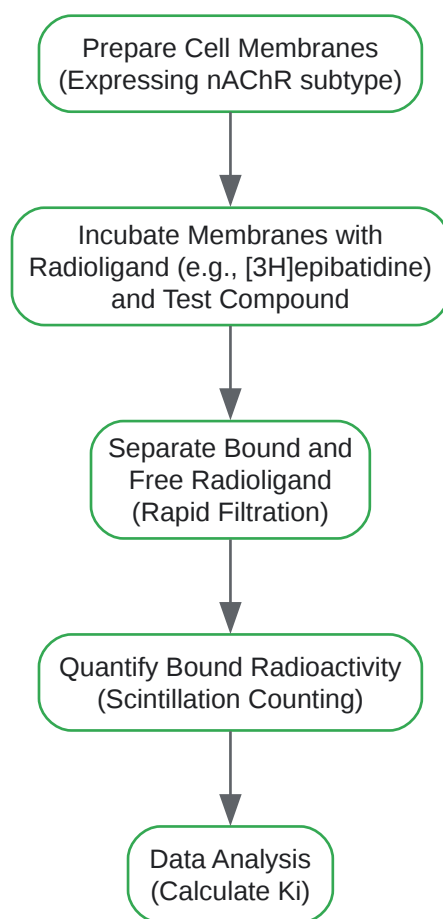 Prepare Cell Membranes
(Expressing nAChR subtype)
Incubate Membranes with
Radioligand (e.g., [3H]epibatidine)
and Test Compound
Separate Bound and
Free Radioligand
(Rapid Filtration)
Quantify Bound Radioactivity
(Scintillation Counting)
Data Analysis
(Calculate Ki)